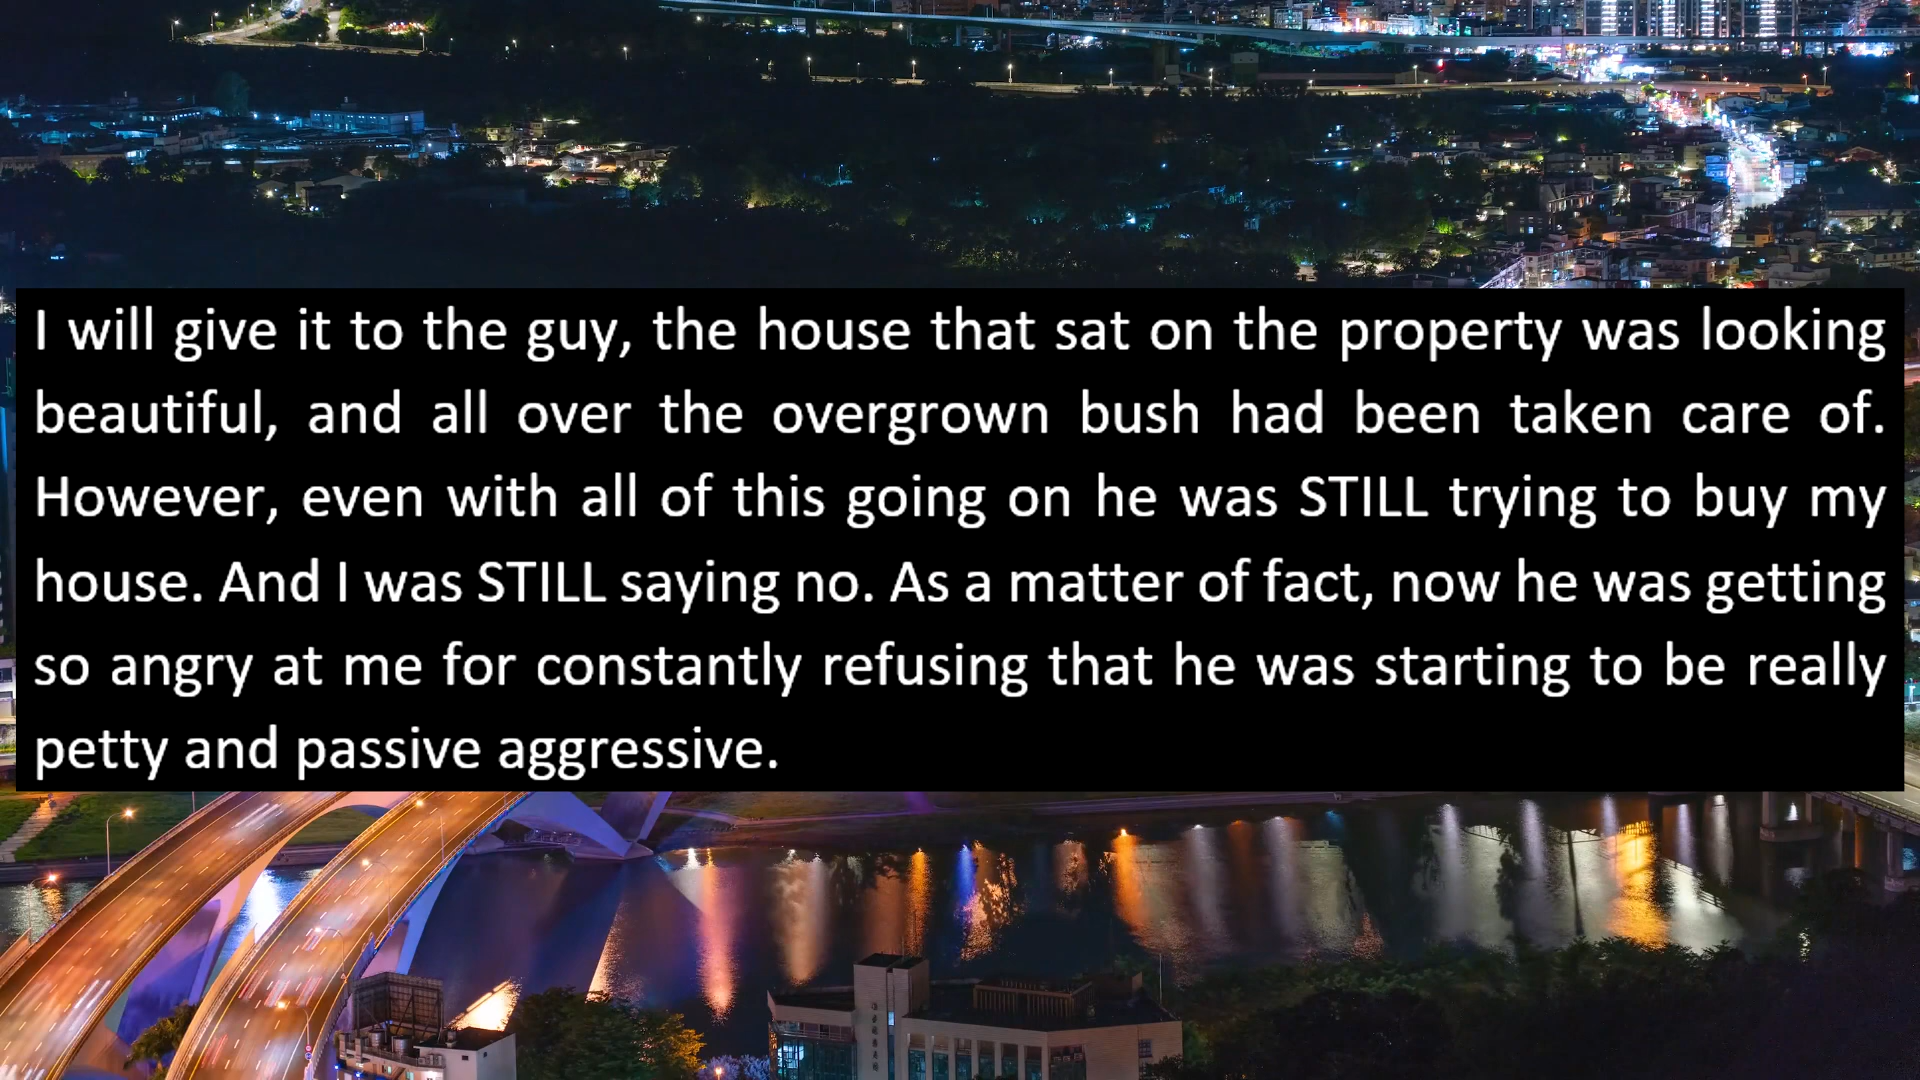 I will give it to the guy, the house that sat on the property was looking
beautiful, and all over the overgrown bush had been taken care of.
However, even with all of this going on he was STILL trying to buy my
house. And I was STILL saying no. As a matter of fact, now he was getting
so angry at me for constantly refusing that he was starting to be really
petty and passive aggressive.